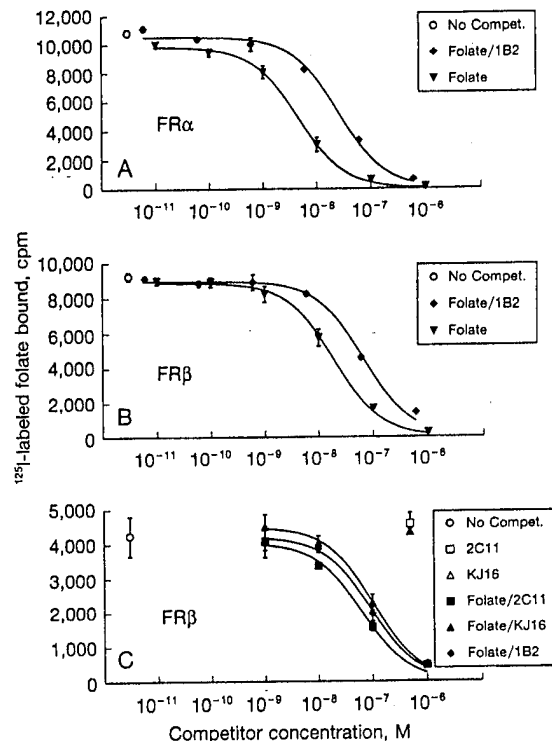 12,000
10,000
8,000
6,000
4,000
2,000
0
FRα
A
○ No Compet.
◆ Folate/1B2
▼ Folate
10⁻¹¹ 10⁻¹⁰ 10⁻⁹ 10⁻⁸ 10⁻⁷ 10⁻⁶
¹²⁵I-labeled folate bound, cpm
10,000
8,000
6,000
4,000
2,000
0
FRβ
B
○ No Compet.
◆ Folate/1B2
▼ Folate
10⁻¹¹ 10⁻¹⁰ 10⁻⁹ 10⁻⁸ 10⁻⁷ 10⁻⁶
5,000
4,000
3,000
2,000
1,000
0
FRβ
C
○ No Compet.
□ 2C11
△ KJ16
■ Folate/2C11
▲ Folate/KJ16
◆ Folate/1B2
10⁻¹¹ 10⁻¹⁰ 10⁻⁹ 10⁻⁸ 10⁻⁷ 10⁻⁶
Competitor concentration, M